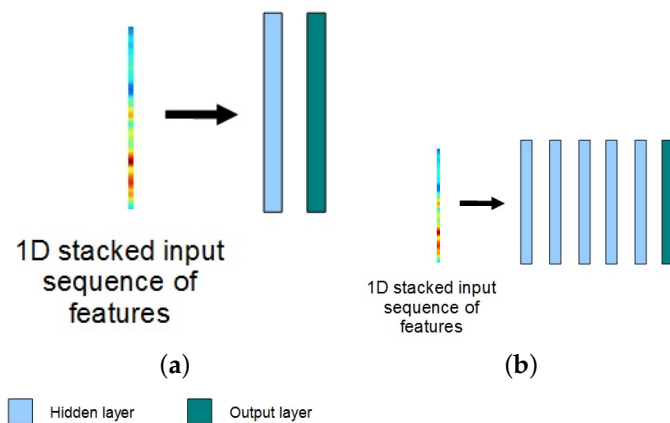 1D stacked input
sequence of
features
(a)
1D stacked input
sequence of
features
(b)
Hidden layer
Output layer